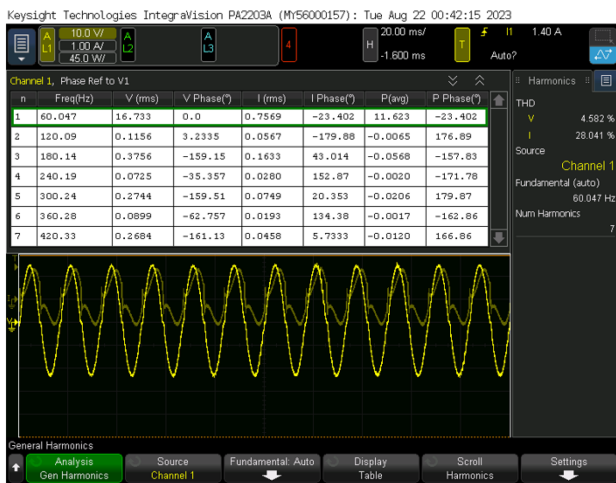 Keysight Technologies IntegraVision PA2203A (MY56000157): Tue Aug 22 00:42:15 2023
A L1 10.0 V/ 1.00 A/ 45.0 W/ A L2 A L3 4 H 20.00 ms/ -1.600 ms T I1 1.40 A Auto?
Channel 1, Phase Ref to V1
n Freq(Hz) V (rms) V Phase(°) I (rms) I Phase(°) P(avg) P Phase(°)
1 60.047 16.733 0.0 0.7569 -23.402 11.623 -23.402
2 120.09 0.1156 3.2335 0.0567 -179.88 -0.0065 176.89
3 180.14 0.3756 -159.15 0.1633 43.014 -0.0568 -157.83
4 240.19 0.0725 -35.357 0.0280 152.87 -0.0020 -171.78
5 300.24 0.2744 -159.51 0.0749 20.353 -0.0206 179.87
6 360.28 0.0899 -62.757 0.0193 134.38 -0.0017 -162.86
7 420.33 0.2684 -161.13 0.0458 5.7333 -0.0120 166.86
Harmonics
THD
V 4.582 %
I 28.041 %
Source
Channel 1
Fundamental (auto)
60.047 Hz
Num Harmonics
7
General Harmonics
Analysis
Gen Harmonics
Source
Channel 1
Fundamental: Auto
Display
Table
Scroll
Harmonics
Settings